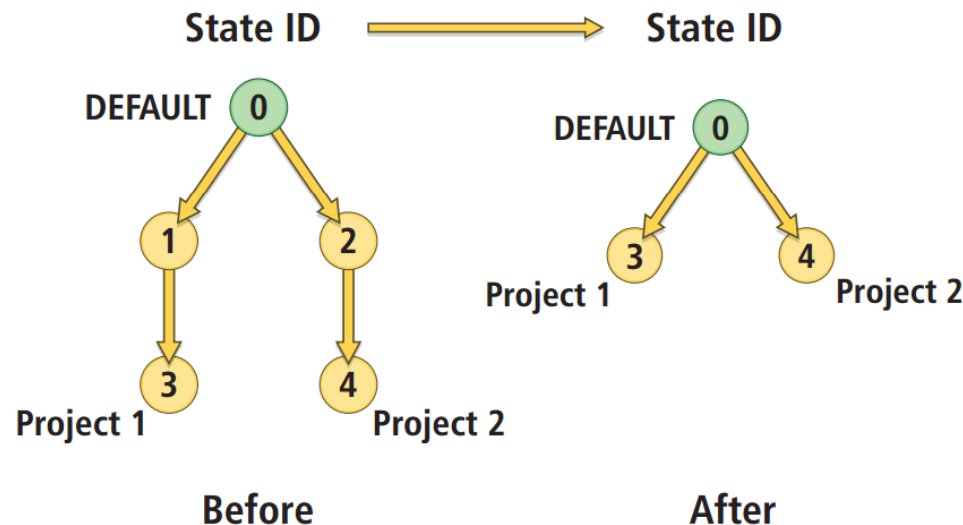 State ID
State ID
DEFAULT
0
1
2
3
4
Project 1
Project 2
Before
DEFAULT
0
3
4
Project 1
Project 2
After